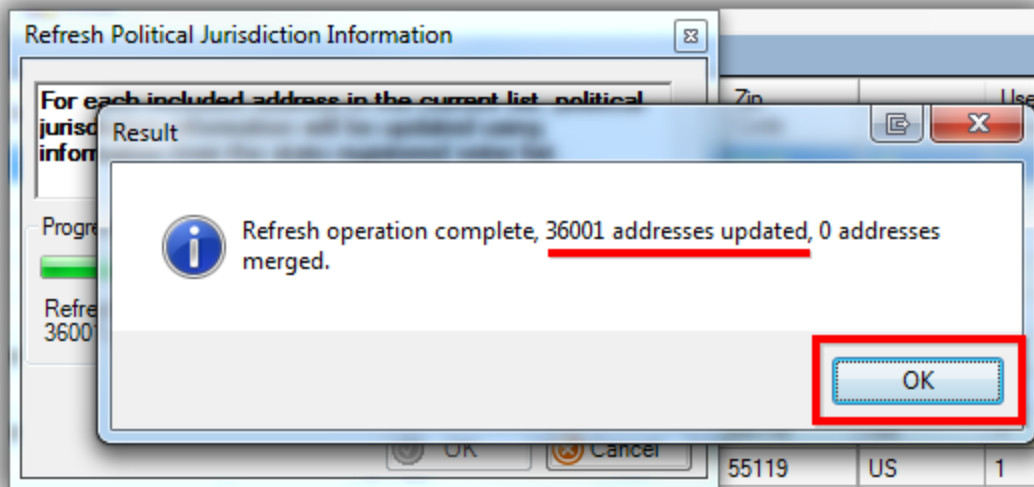 Refresh Political Jurisdiction Information
For each included address in the current list, political
jurisd
inform
Zip
Use
Result
Refresh operation complete, 36001 addresses updated, 0 addresses
merged.
Progre
Refre
36001
OK
OK
Cancel
55119 US 1